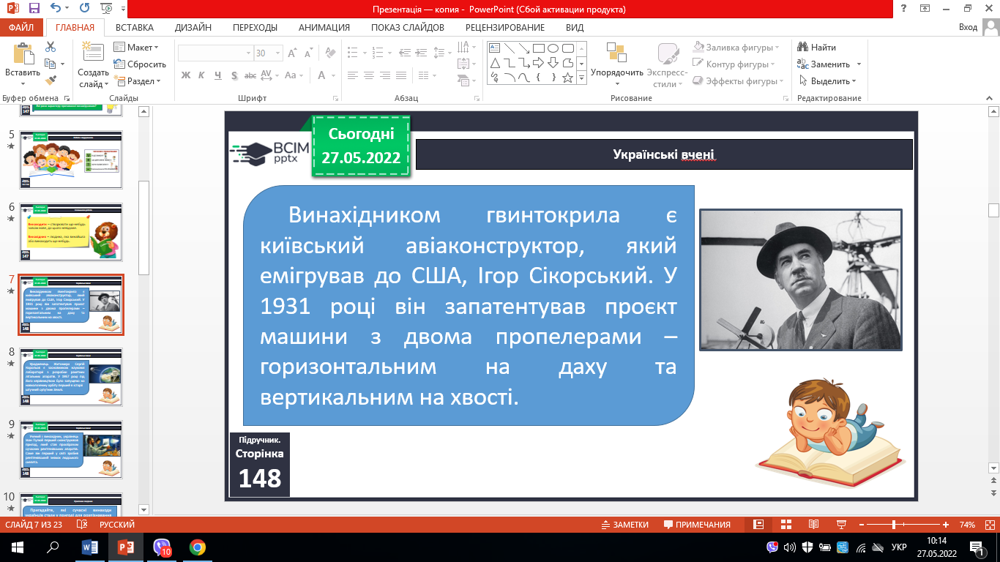 Презентація — копия - PowerPoint (Сбой активации продукта)
ФАЙЛ ГЛАВНАЯ ВСТАВКА ДИЗАЙН ПЕРЕХОДЫ АНИМАЦИЯ ПОКАЗ СЛАЙДОВ РЕЦЕНЗИРОВАНИЕ ВИД Вход
Вставить
Создать слайд
Макет
Сбросить
Раздел
30
Ж К Ч S abc AV Aa А
Упорядочить
Экспресс-стили
Заливка фигуры
Контур фигуры
Эффекты фигуры
Найти
Заменить
Выделить
Буфер обмена Слайды Шрифт Абзац Рисование Редактирование
5
6
7
8
9
10
Сьогодні
27.05.2022
ВСІМ
pptx
Українські вчені
Винахідником гвинтокрила є
київський авіаконструктор, який
емігрував до США, Ігор Сікорський. У
1931 році він запатентував проєкт
машини з двома пропелерами –
горизонтальним на даху та
вертикальним на хвості.
Підручник.
Сторінка
148
СЛАЙД 7 ИЗ 23 РУССКИЙ ЗАМЕТКИ ПРИМЕЧАНИЯ 74%
10 УКР 10:14
27.05.2022 1